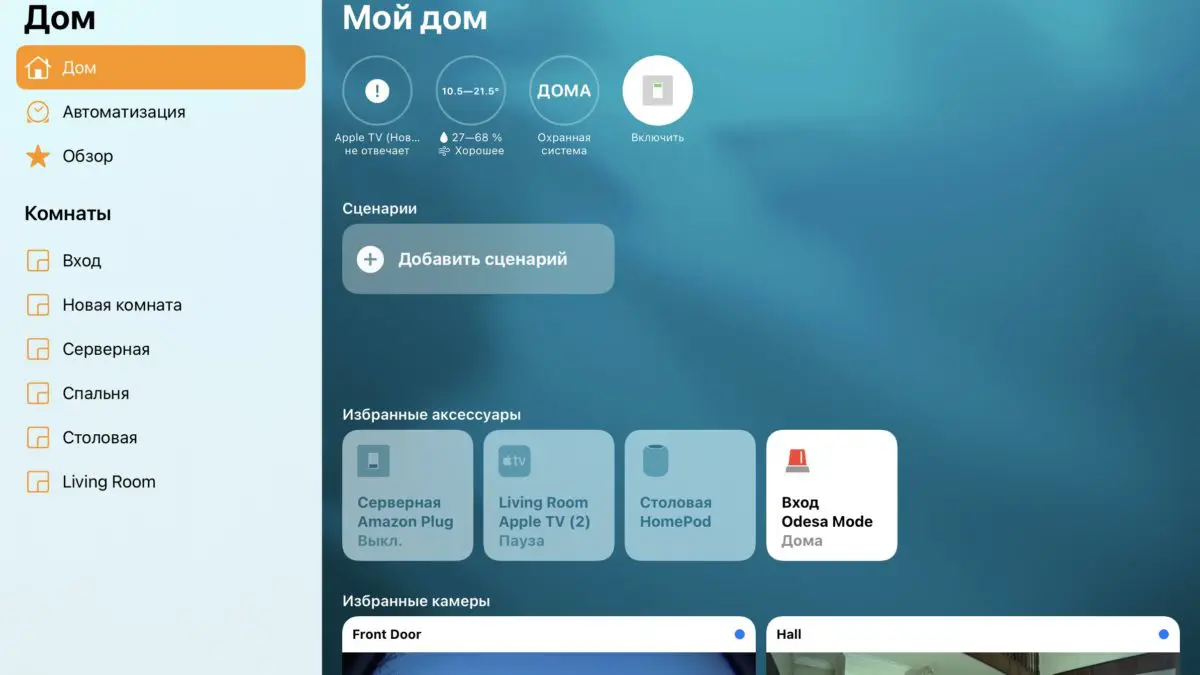 Дом
Дом
Автоматизация
Обзор
Комнаты
Вход
Новая комната
Серверная
Спальня
Столовая
Living Room
Мой дом
10.5—21.5°
ДОМА
Apple TV (Нов...
не отвечает
27—68 %
Хорошее
Охранная
система
Включить
Сценарии
Добавить сценарий
Избранные аксессуары
Серверная
Amazon Plug
Выкл.
tv
Living Room
Apple TV (2)
Пауза
Столовая
HomePod
Вход
Odesa Mode
Дома
Избранные камеры
Front Door
Hall